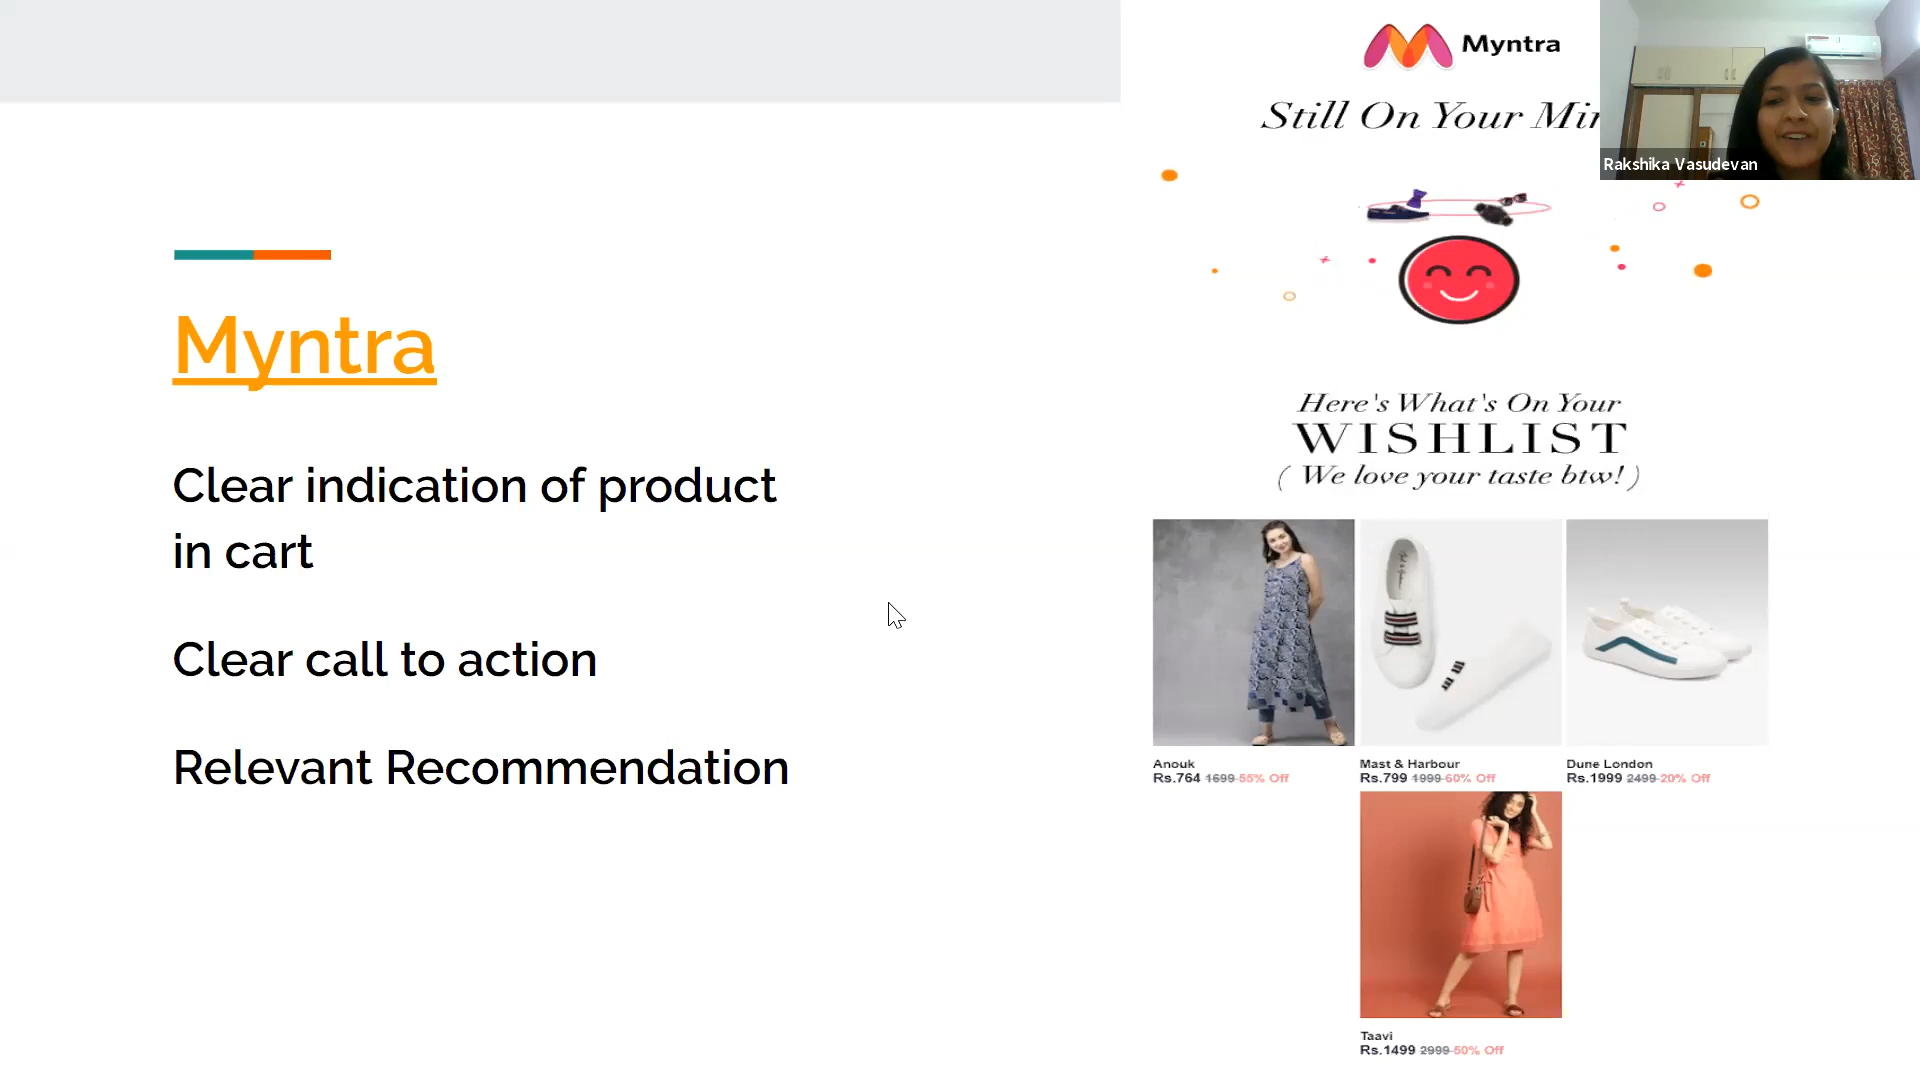 Myntra
Clear indication of product
in cart
Clear call to action
Relevant Recommendation
Myntra
Still On Your
Rakshika Vasudevan
Here's What's On Your
WISHLIST
( We love your taste btw! )
Anouk
Rs.764 1699 55% Off
Mast & Harbour
Rs.799 1999 60% Off
Dune London
Rs.1999 2499 20% Off
Taavi
Rs.1499 2999 50% Off